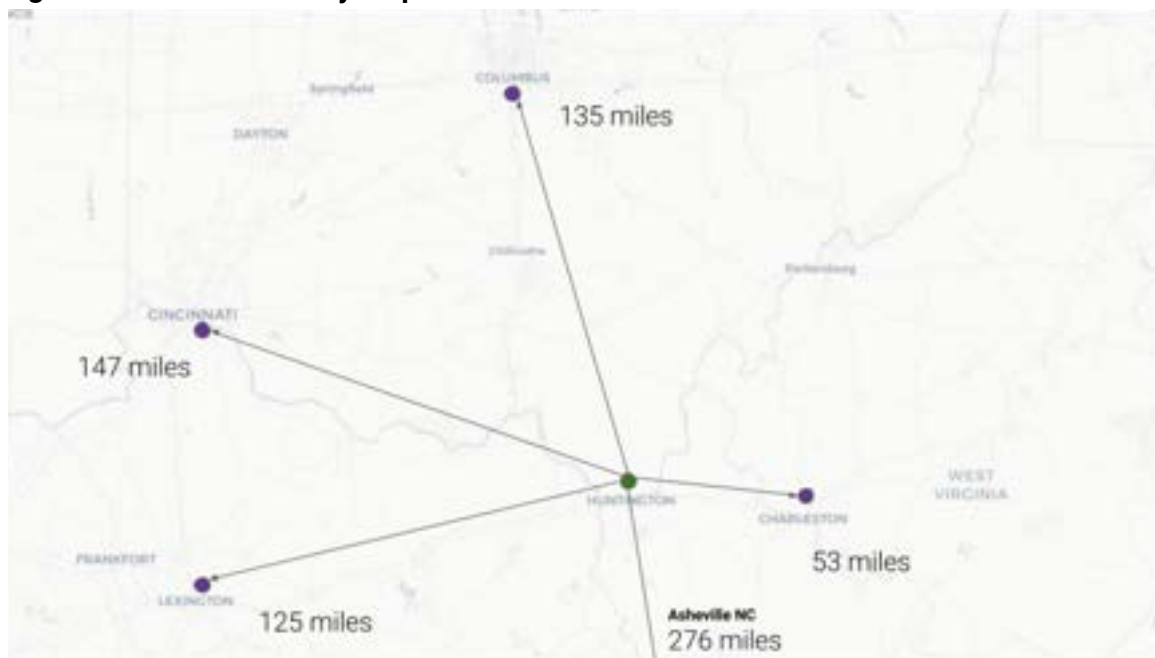 COLUMBUS
Springfield
135 miles
DAYTON
Chillicothe
Parkersburg
CINCINNATI
147 miles
WEST
VIRGINIA
HUNTINGTON
CHARLESTON
FRANKFORT
53 miles
LEXINGTON
125 miles
Asheville NC
276 miles